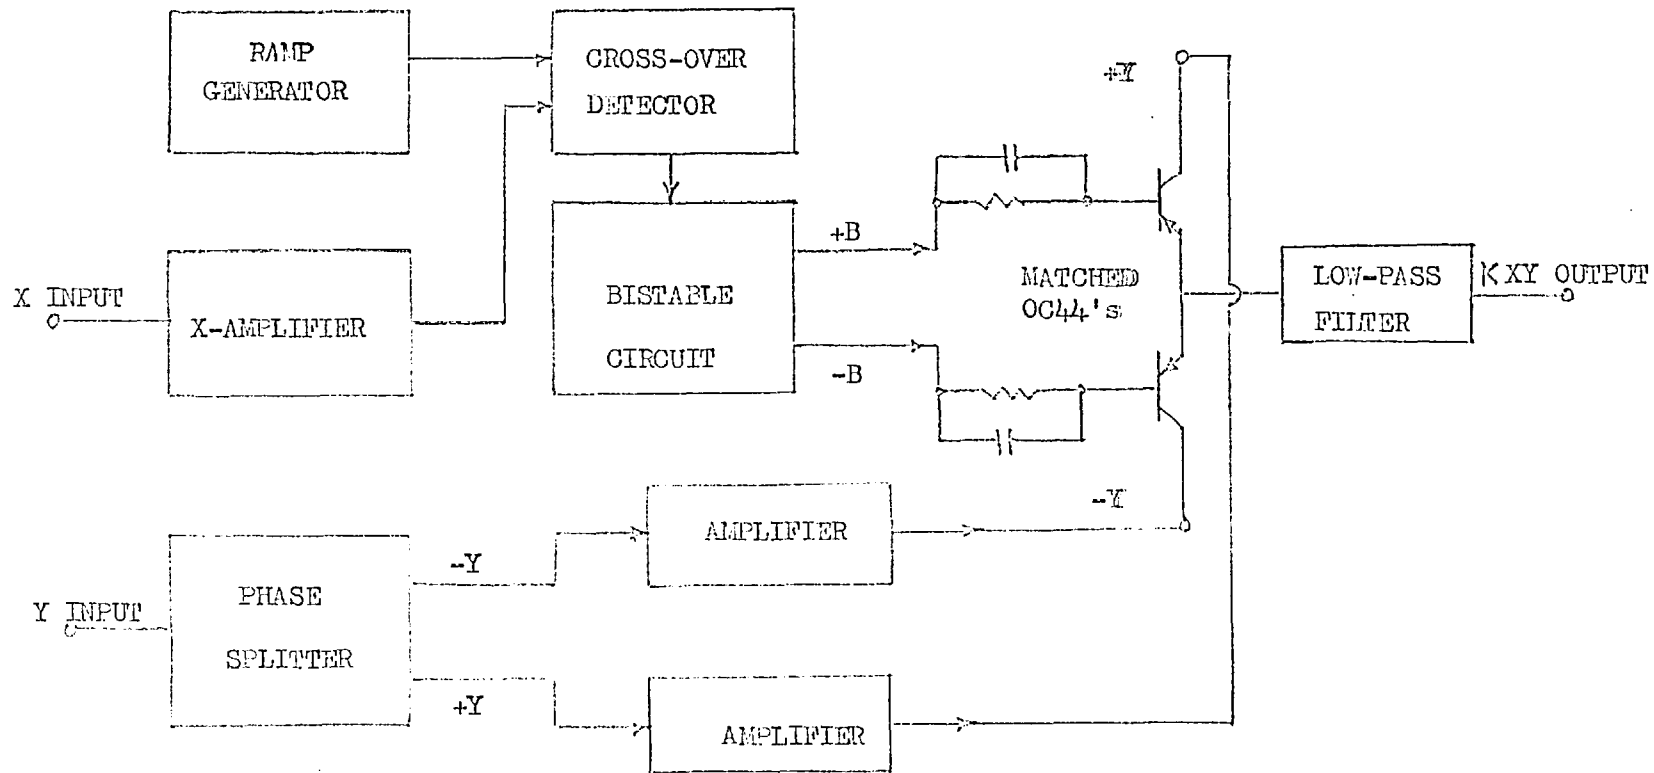 RAMP
GENERATOR
CROSS-OVER
DETECTOR
+Y
X INPUT
X-AMPLIFIER
BISTABLE
CIRCUIT
+B
-B
MATCHED
OC44's
LOW-PASS
FILTER
K XY OUTPUT
-Y
AMPLIFIER
Y INPUT
PHASE
SPLITTER
-Y
+Y
AMPLIFIER